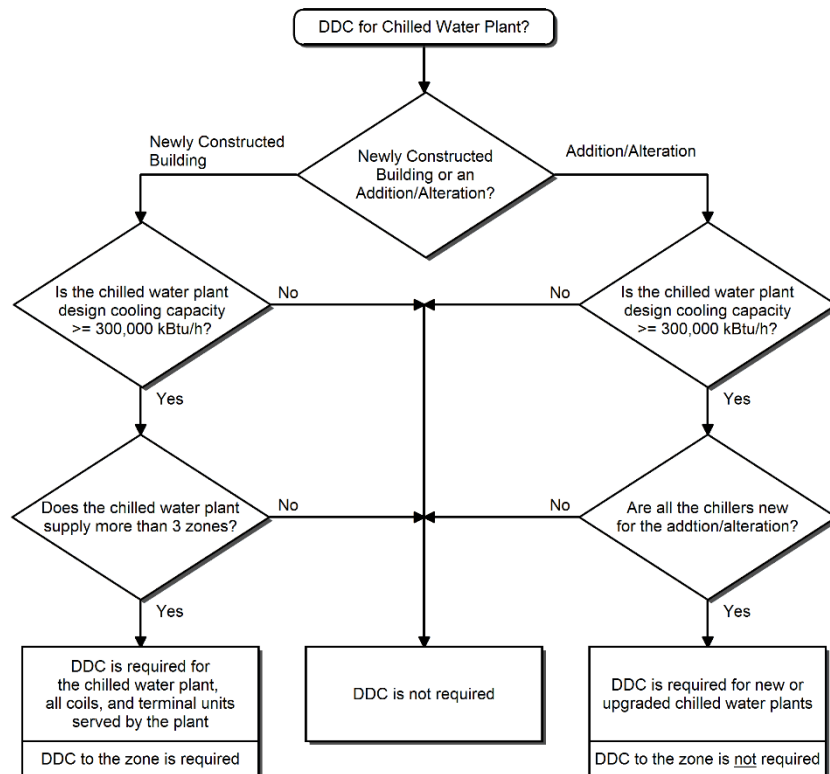 DDC for Chilled Water Plant?
Newly Constructed
Building
Newly Constructed
Building or an
Addition/Alteration?
Addition/Alteration
Is the chilled water plant
design cooling capacity
>= 300,000 kBtu/h?
No
No
Is the chilled water plant
design cooling capacity
>= 300,000 kBtu/h?
Yes
Yes
Does the chilled water plant
supply more than 3 zones?
No
No
Are all the chillers new
for the addtion/alteration?
Yes
Yes
DDC is required for
the chilled water plant,
all coils, and terminal units
served by the plant
DDC to the zone is required
DDC is not required
DDC is required for new or
upgraded chilled water plants
DDC to the zone is not required